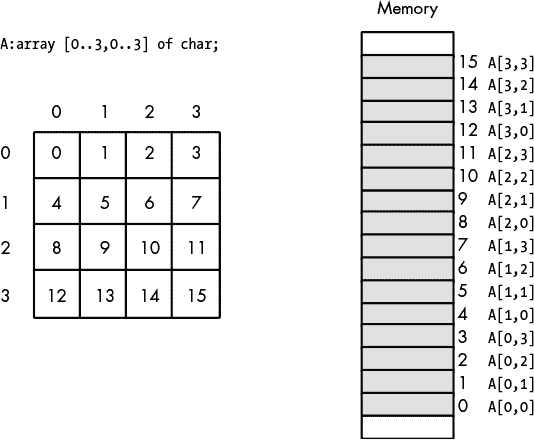 Memory
A:array [0..3,0..3] of char;
0 1 2 3
0 0 1 2 3
1 4 5 6 7
2 8 9 10 11
3 12 13 14 15
15 A[3,3]
14 A[3,2]
13 A[3,1]
12 A[3,0]
11 A[2,3]
10 A[2,2]
9 A[2,1]
8 A[2,0]
7 A[1,3]
6 A[1,2]
5 A[1,1]
4 A[1,0]
3 A[0,3]
2 A[0,2]
1 A[0,1]
0 A[0,0]